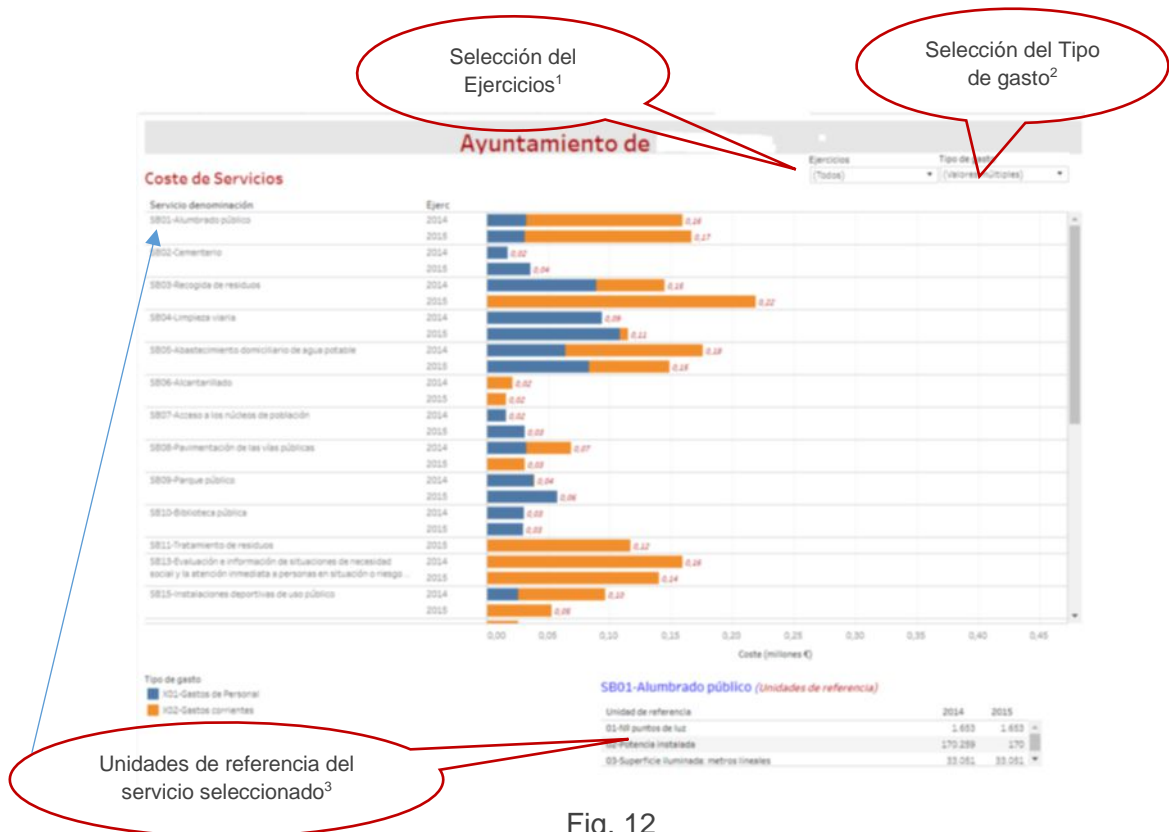 Selección del
Ejercicios¹
Selección del Tipo
de gasto²
Ayuntamiento de
Ejercicios
Tipo de gasto
(Todos)
(Valores múltiples)
Coste de Servicios
Servicio denominación
Ejerc
SB01-Alumbrado público
2014
0,16
2015
0,17
SB02-Cementerio
2014
0,02
2015
0,04
SB03-Recogida de residuos
2014
0,15
2015
0,22
SB04-Limpieza viaria
2014
0,09
2015
0,11
SB05-Abastecimiento domiciliario de agua potable
2014
0,18
2015
0,15
SB06-Alcantarillado
2014
0,02
2015
0,02
SB07-Acceso a los núcleos de población
2014
0,02
2015
0,03
SB08-Pavimentación de las vías públicas
2014
0,07
2015
0,03
SB09-Parque público
2014
0,04
2015
0,06
SB10-Biblioteca pública
2014
0,03
2015
0,03
SB11-Tratamiento de residuos
2015
0,12
SB13-Evaluación e información de situaciones de necesidad
social y la atención inmediata a personas en situación o riesgo ...
2014
0,16
2015
0,14
SB15-Instalaciones deportivas de uso público
2014
0,10
2015
0,05
0,00 0,05 0,10 0,15 0,20 0,25 0,30 0,35 0,40 0,45
Coste (millones €)
Tipo de gasto
X01-Gastos de Personal
X02-Gastos corrientes
SB01-Alumbrado público (Unidades de referencia)
Unidad de referencia 2014 2015
01-Nº puntos de luz 1.653 1.653
02-Potencia instalada 170.259 170
03-Superficie iluminada: metros lineales 33.051 33.051
Unidades de referencia del
servicio seleccionado³
Fig. 12